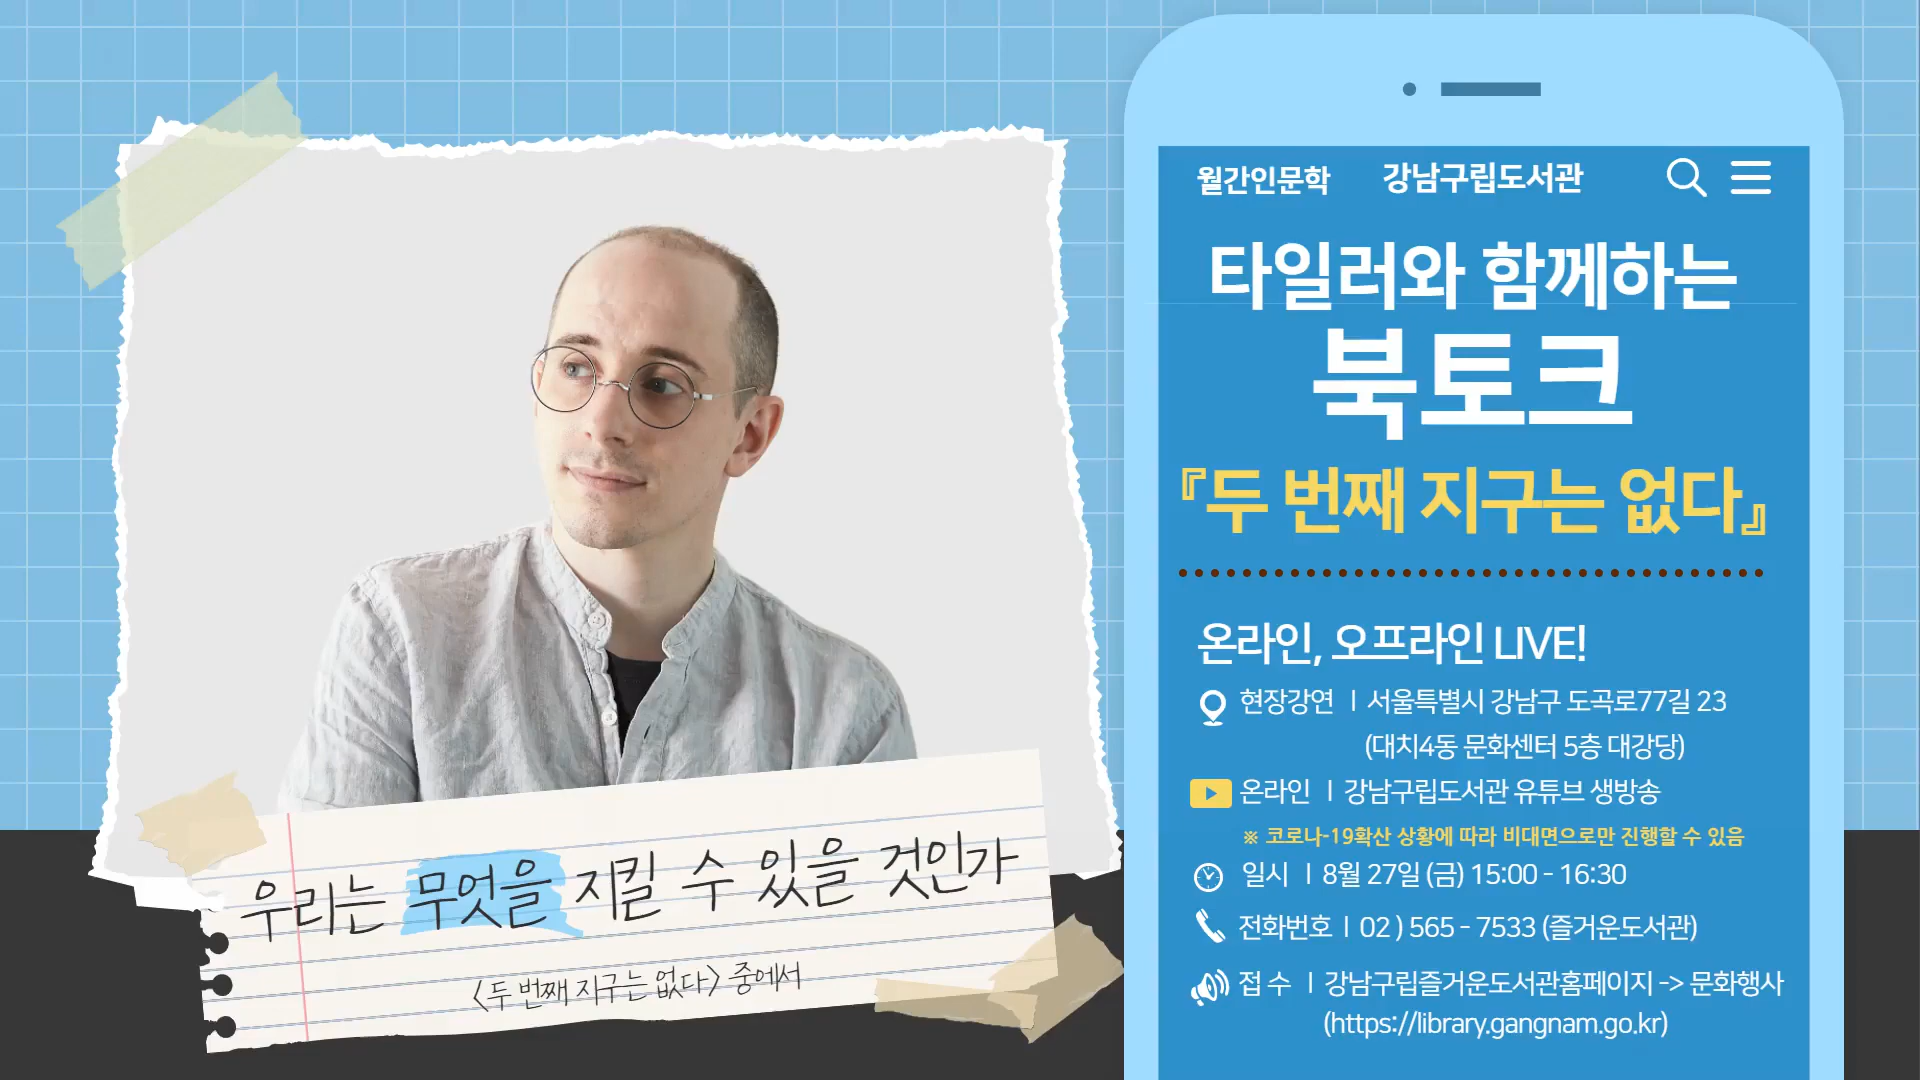 우리는 무엇을 지킬 수 있을 것인가
<두 번째 지구는 없다> 중에서
월간인문학 강남구립도서관
타일러와 함께하는
북토크
『두 번째 지구는 없다』
온라인, 오프라인 LIVE!
현장강연 ㅣ 서울특별시 강남구 도곡로77길 23
(대치4동 문화센터 5층 대강당)
온라인 ㅣ 강남구립도서관 유튜브 생방송
※ 코로나-19확산 상황에 따라 비대면으로만 진행할 수 있음
일시 ㅣ 8월 27일 (금) 15:00 - 16:30
전화번호 ㅣ 02 ) 565 - 7533 (즐거운도서관)
접 수 ㅣ 강남구립즐거운도서관홈페이지 -> 문화행사
(https://library.gangnam.go.kr)